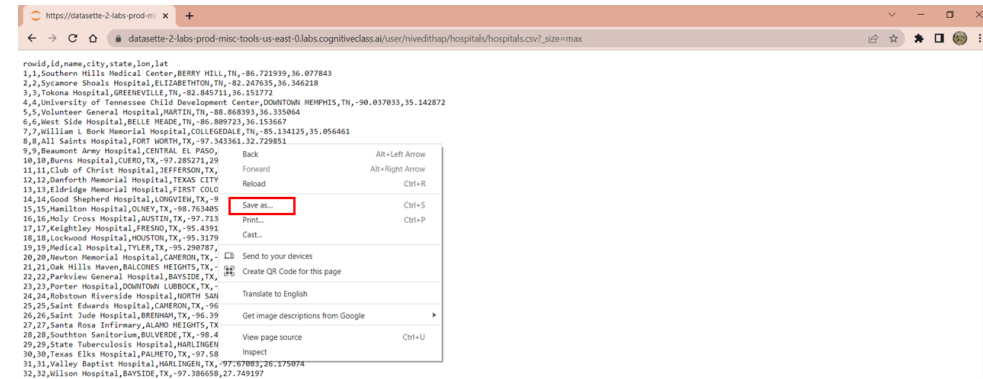 https://datasette-2-labs-prod-mi
datasette-2-labs-prod-misc-tools-us-east-0.labs.cognitiveclass.ai/user/nivedithap/hospitals/hospitals.csv?_size=max
rowid,id,name,city,state,lon,lat
1,1,Southern Hills Medical Center,BERRY HILL,TN,-86.721939,36.077843
2,2,Sycamore Shoals Hospital,ELIZABETHTON,TN,-82.247635,36.346218
3,3,Tokona Hospital,GREENEVILLE,TN,-82.845711,36.151772
4,4,University of Tennessee Child Development Center,DOWNTOWN MEMPHIS,TN,-90.037033,35.142872
5,5,Volunteer General Hospital,MARTIN,TN,-88.868393,36.335064
6,6,West Side Hospital,BELLE MEADE,TN,-86.809723,36.153667
7,7,William L Bork Memorial Hospital,COLLEGEDALE,TN,-85.134125,35.056461
8,8,All Saints Hospital,FORT WORTH,TX,-97.343361,32.729851
9,9,Beaumont Army Hospital,CENTRAL EL PASO,
10,10,Burns Hospital,CUERO,TX,-97.285271,29
11,11,Club of Christ Hospital,JEFFERSON,TX,
12,12,Danforth Memorial Hospital,TEXAS CITY
13,13,Eldridge Memorial Hospital,FIRST COLO
14,14,Good Shepherd Hospital,LONGVIEW,TX,-9
15,15,Hamilton Hospital,OLNEY,TX,-98.763405
16,16,Holy Cross Hospital,AUSTIN,TX,-97.713
17,17,Keightley Hospital,FRESNO,TX,-95.4391
18,18,Lockwood Hospital,HOUSTON,TX,-95.3179
19,19,Medical Hospital,TYLER,TX,-95.290787,
20,20,Newton Memorial Hospital,CAMERON,TX,-
21,21,Oak Hills Haven,BALCONES HEIGHTS,TX,-
22,22,Parkview General Hospital,BAYSIDE,TX,
23,23,Porter Hospital,DOWNTOWN LUBBOCK,TX,-
24,24,Robstown Riverside Hospital,NORTH SAN
25,25,Saint Edwards Hospital,CAMERON,TX,-96
26,26,Saint Jude Hospital,BRENHAM,TX,-96.39
27,27,Santa Rosa Infirmary,ALAMO HEIGHTS,TX
28,28,Southton Sanitorium,BULVERDE,TX,-98.4
29,29,State Tuberculosis Hospital,HARLINGEN
30,30,Texas Elks Hospital,PALMETO,TX,-97.58
31,31,Valley Baptist Hospital,HARLINGEN,TX,-97.67083,26.175074
32,32,Wilson Hospital,BAYSIDE,TX,-97.386658,27.749197
Back Alt+Left Arrow
Forward Alt+Right Arrow
Reload Ctrl+R
Save as... Ctrl+S
Print... Ctrl+P
Cast...
Send to your devices
Create QR Code for this page
Translate to English
Get image descriptions from Google
View page source Ctrl+U
Inspect